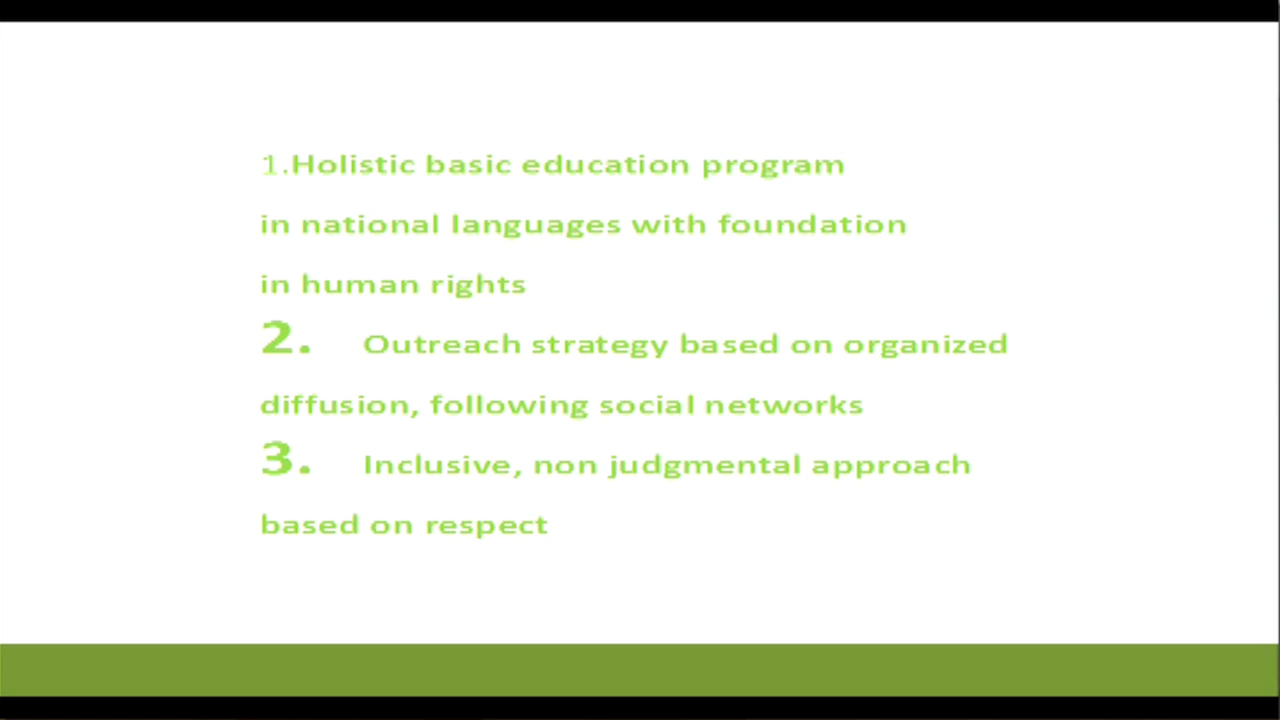 1.Holistic basic education program
in national languages with foundation
in human rights
2. Outreach strategy based on organized
diffusion, following social networks
3. Inclusive, non judgmental approach
based on respect